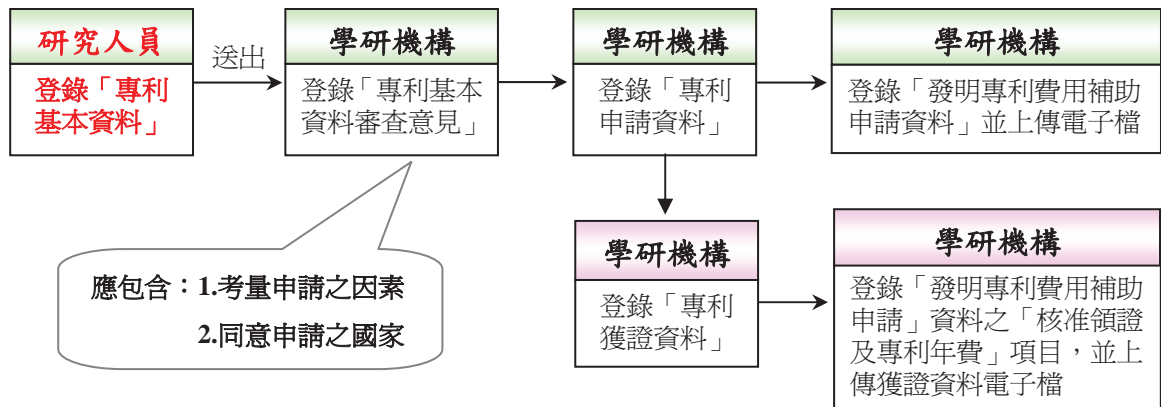 研究人員
登錄「專利
基本資料」
送出
學研機構
登錄「專利基本
資料審查意見」
學研機構
登錄「專利
申請資料」
學研機構
登錄「發明專利費用補助
申請資料」並上傳電子檔
應包含：1.考量申請之因素
2.同意申請之國家
學研機構
登錄「專利
獲證資料」
學研機構
登錄「發明專利費用補助
申請」資料之「核准領證
及專利年費」項目，並上
傳獲證資料電子檔